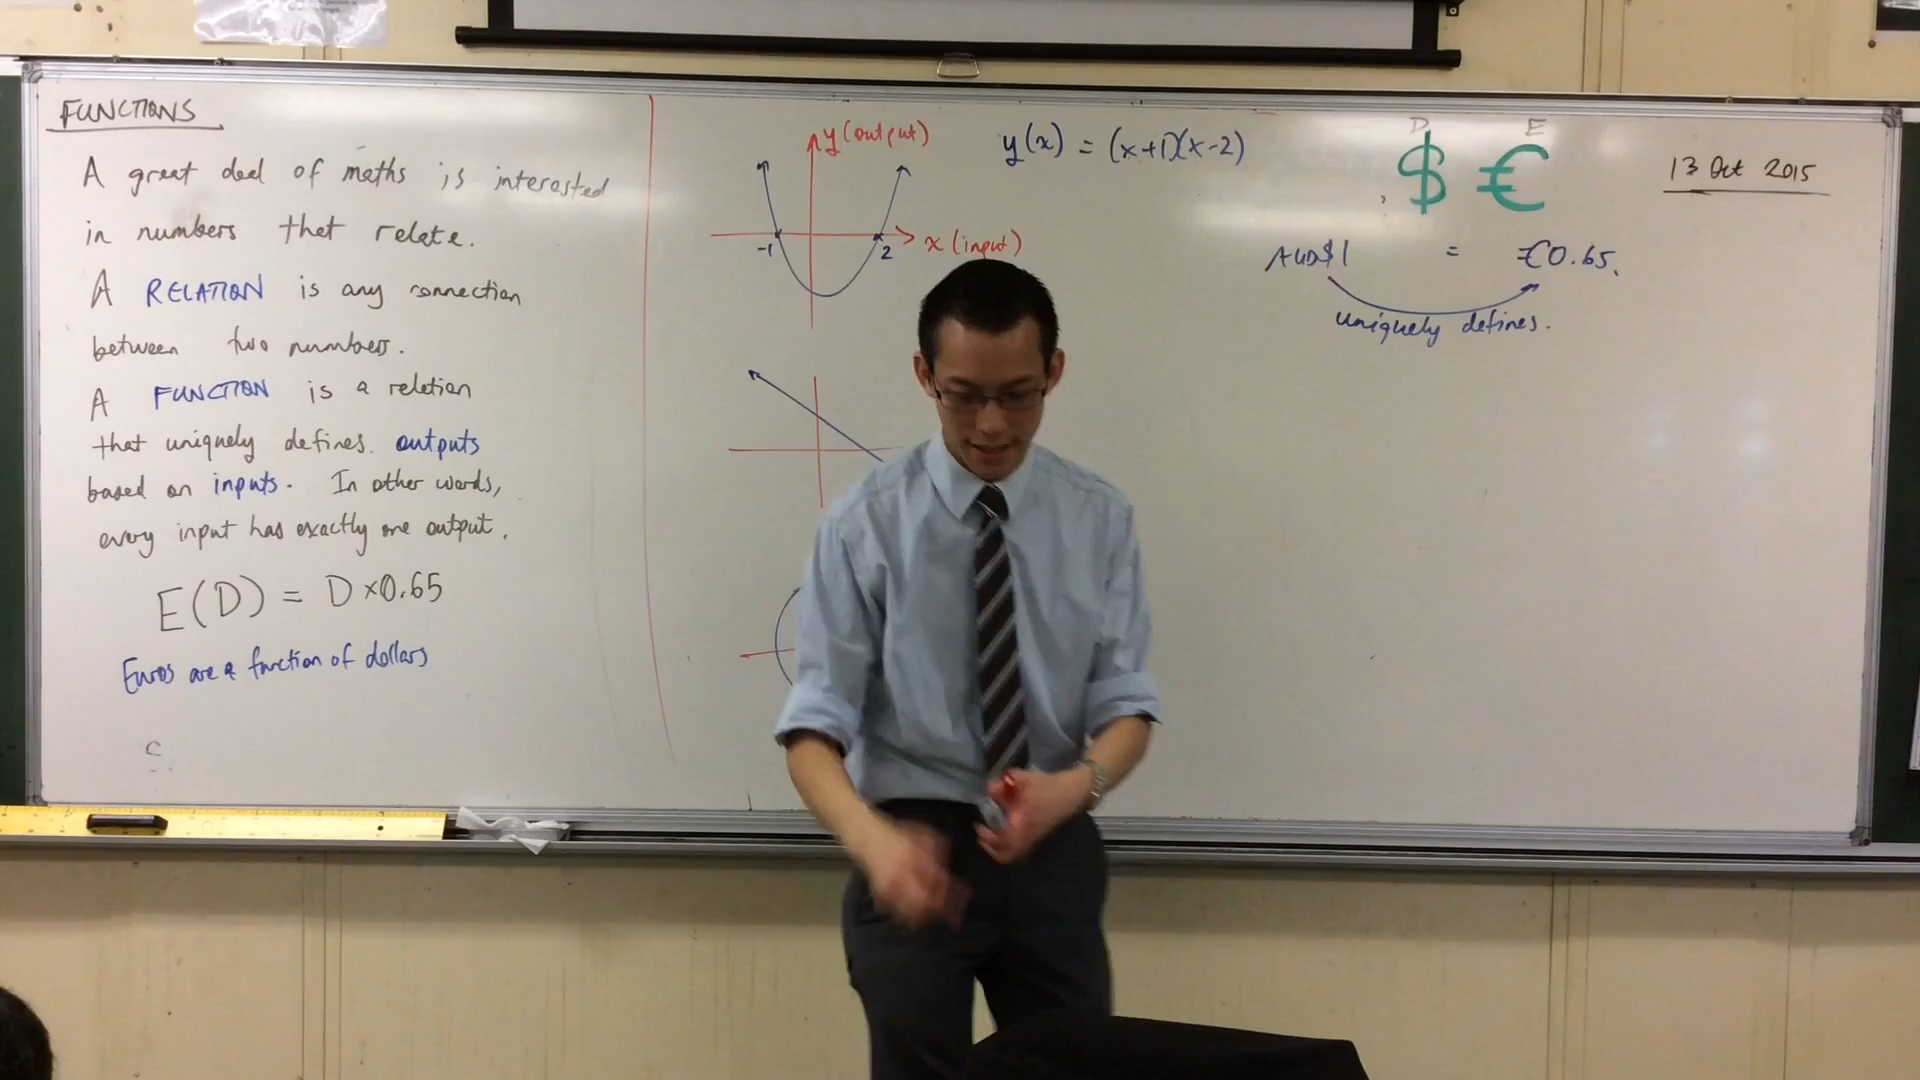 FUNCTIONS
A great deal of maths is interested
in numbers that relate.
A RELATION is any connection
between two numbers.
A FUNCTION is a relation
that uniquely defines outputs
based on inputs. In other words,
every input has exactly one output.
E(D) = D×0.65
Euros are a function of dollars
y (output)
-1
2
x (input)
y(x) = (x+1)(x-2)
D E
$ €
AUD$1 = €0.65.
uniquely defines.
13 Oct 2015